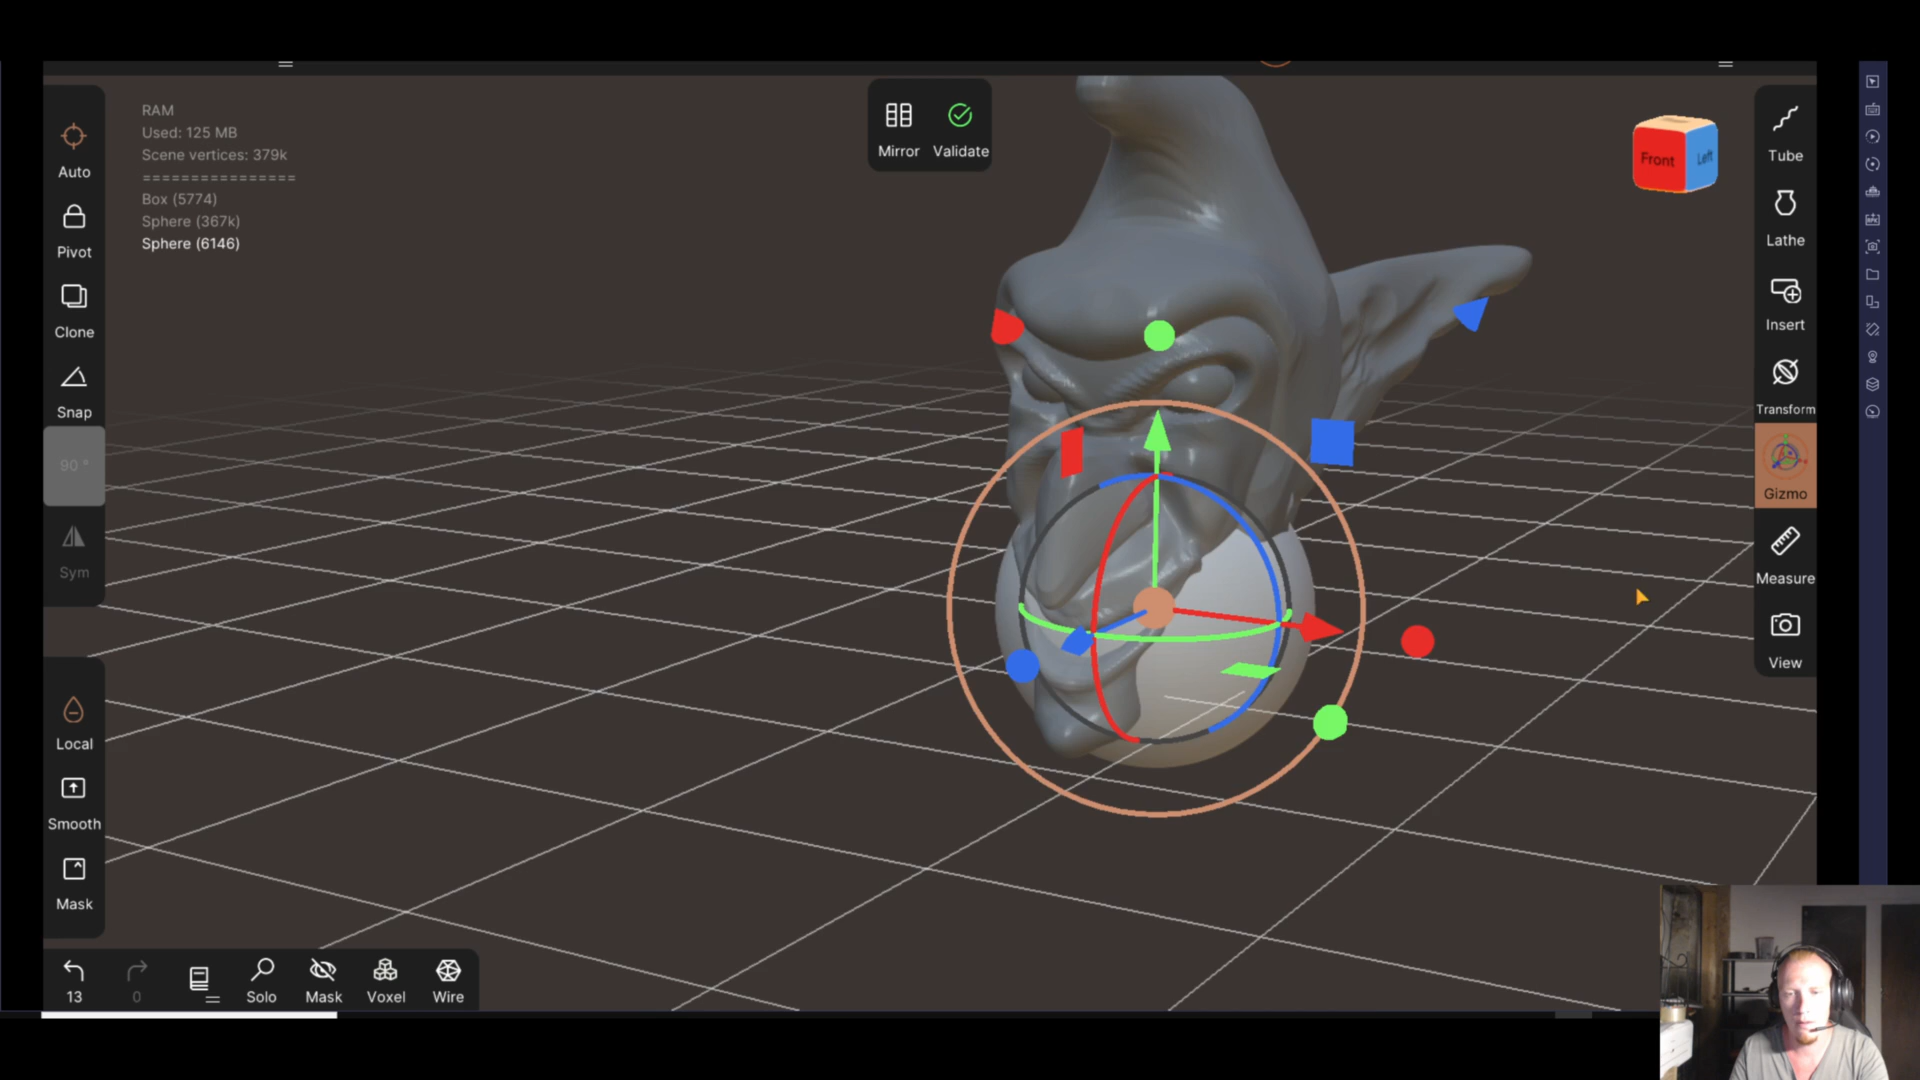 RAM
Used: 125 MB
Scene vertices: 379k
================
Box (5774)
Sphere (367k)
Sphere (6146)
Auto
Pivot
Clone
Snap
90 °
Sym
Local
Smooth
Mask
13
0
Solo
Mask
Voxel
Wire
Mirror
Validate
Front
Left
Tube
Lathe
Insert
Transform
Gizmo
Measure
View